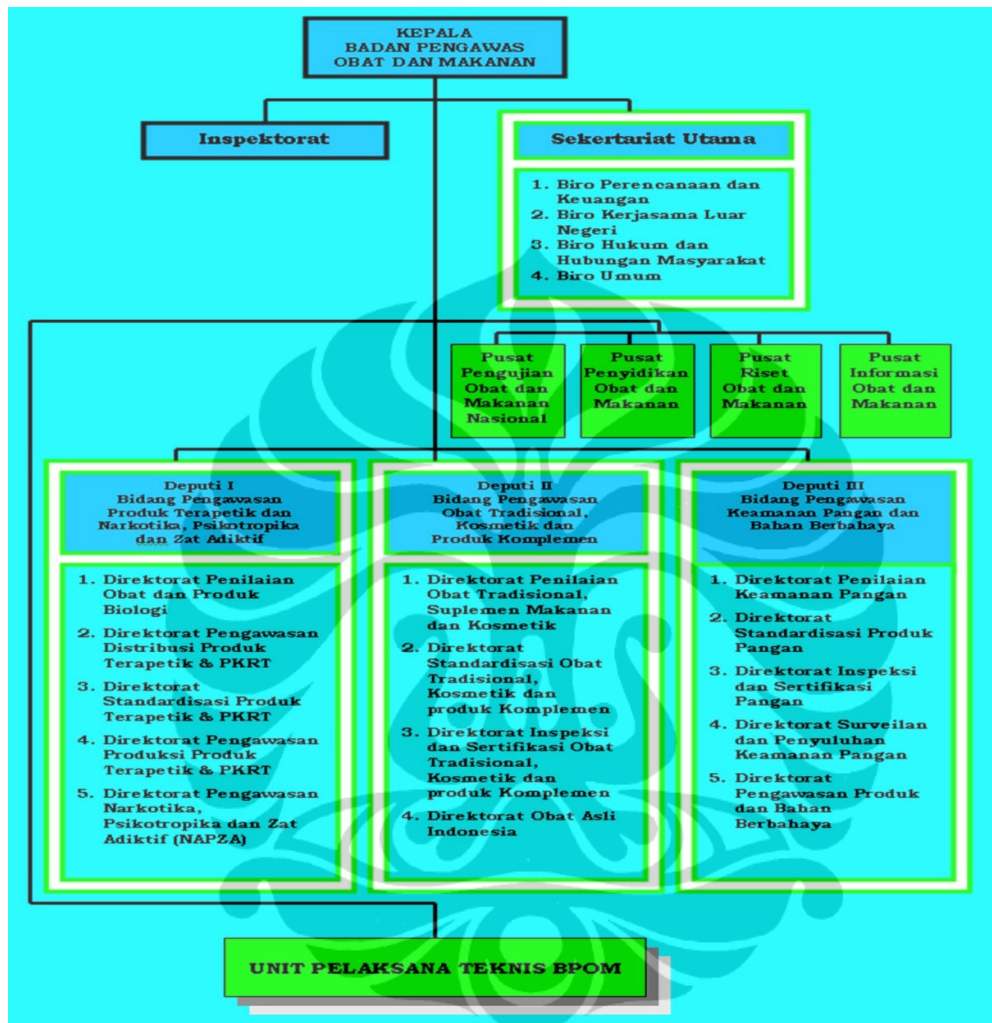 KEPALA
BADAN PENGAWAS
OBAT DAN MAKANAN
Inspektorat
Sekertariat Utama
1. Biro Perencanaan dan
Keuangan
2. Biro Kerjasama Luar
Negeri
3. Biro Hukum dan
Hubungan Masyarakat
4. Biro Umum
Pusat
Pengujian
Obat dan
Makanan
Nasional
Pusat
Penyidikan
Obat dan
Makanan
Pusat
Riset
Obat dan
Makanan
Pusat
Informasi
Obat dan
Makanan
Deputi I
Bidang Pengawasan
Produk Terapetik dan
Narkotika, Psikotropika
dan Zat Adiktif
1. Direktorat Penilaian
Obat dan Produk
Biologi
2. Direktorat Pengawasan
Distribusi Produk
Terapetik & PKRT
3. Direktorat
Standardisasi Produk
Terapetik & PKRT
4. Direktorat Pengawasan
Produksi Produk
Terapetik & PKRT
5. Direktorat Pengawasan
Narkotika,
Psikotropika dan Zat
Adiktif (NAPZA)
Deputi II
Bidang Pengawasan
Obat Tradisional,
Kosmetik dan
Produk Komplemen
1. Direktorat Penilaian
Obat Tradisional,
Suplemen Makanan
dan Kosmetik
2. Direktorat
Standardisasi Obat
Tradisional,
Kosmetik dan
produk Komplemen
3. Direktorat Inspeksi
dan Sertifikasi Obat
Tradisional,
Kosmetik dan
produk Komplemen
4. Direktorat Obat Asli
Indonesia
Deputi III
Bidang Pengawasan
Keamanan Pangan dan
Bahan Berbahaya
1. Direktorat Penilaian
Keamanan Pangan
2. Direktorat
Standardisasi Produk
Pangan
3. Direktorat Inspeksi
dan Sertifikasi
Pangan
4. Direktorat Surveilan
dan Penyuluhan
Keamanan Pangan
5. Direktorat
Pengawasan Produk
dan Bahan
Berbahaya
UNIT PELAKSANA TEKNIS BPOM